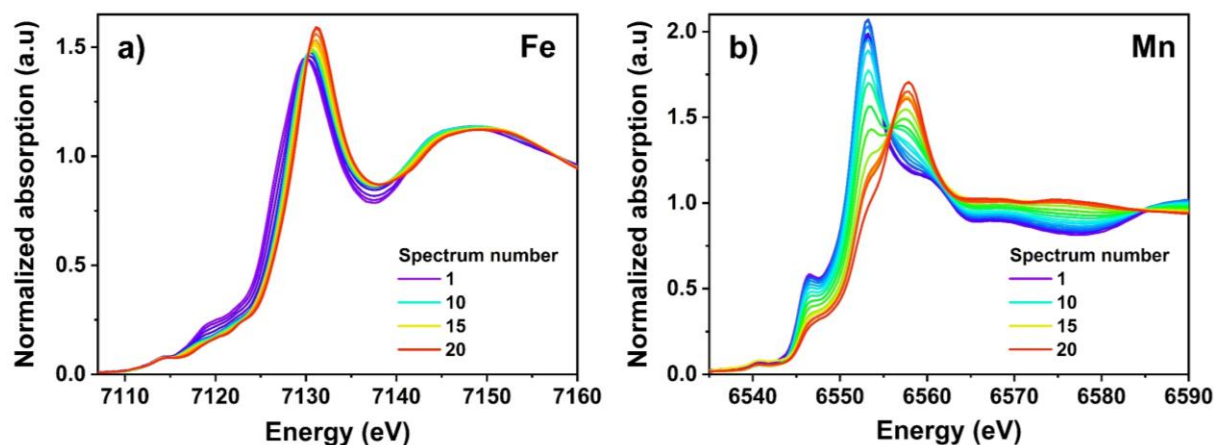 a)
Fe
Normalized absorption (a.u)
1.5
1.0
0.5
0.0
Spectrum number
1
10
15
20
7110 7120 7130 7140 7150 7160
Energy (eV)
b)
Mn
Normalized absorption (a.u)
2.0
1.5
1.0
0.5
0.0
Spectrum number
1
10
15
20
6540 6550 6560 6570 6580 6590
Energy (eV)